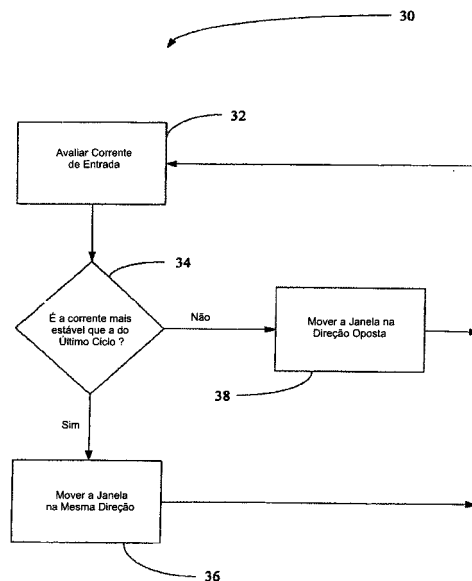 30
32
Avaliar Corrente
de Entrada
34
É a corrente mais
estável que a do
Último Ciclo ?
Não
Mover a Janela na
Direção Oposta
38
Sim
Mover a Janela
na Mesma Direção
36